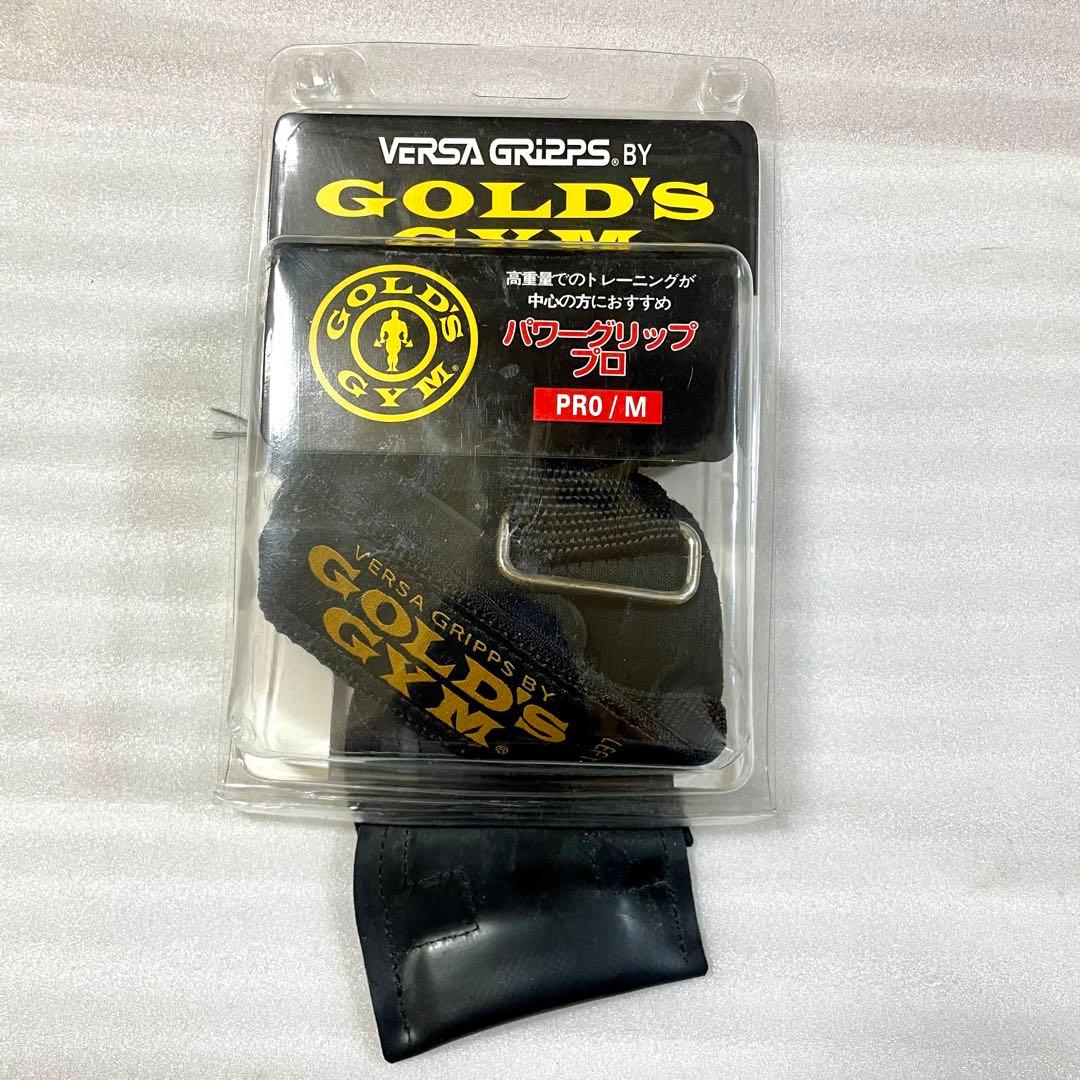 VERSA GRiPPS® BY
GOLD'S
GYM
GOLD'S
GYM®
高重量でのトレーニングが
中心の方におすすめ
パワーグリップ
プロ
PRO / M
VERSA GRIPPS BY
GOLD'S
GYM®